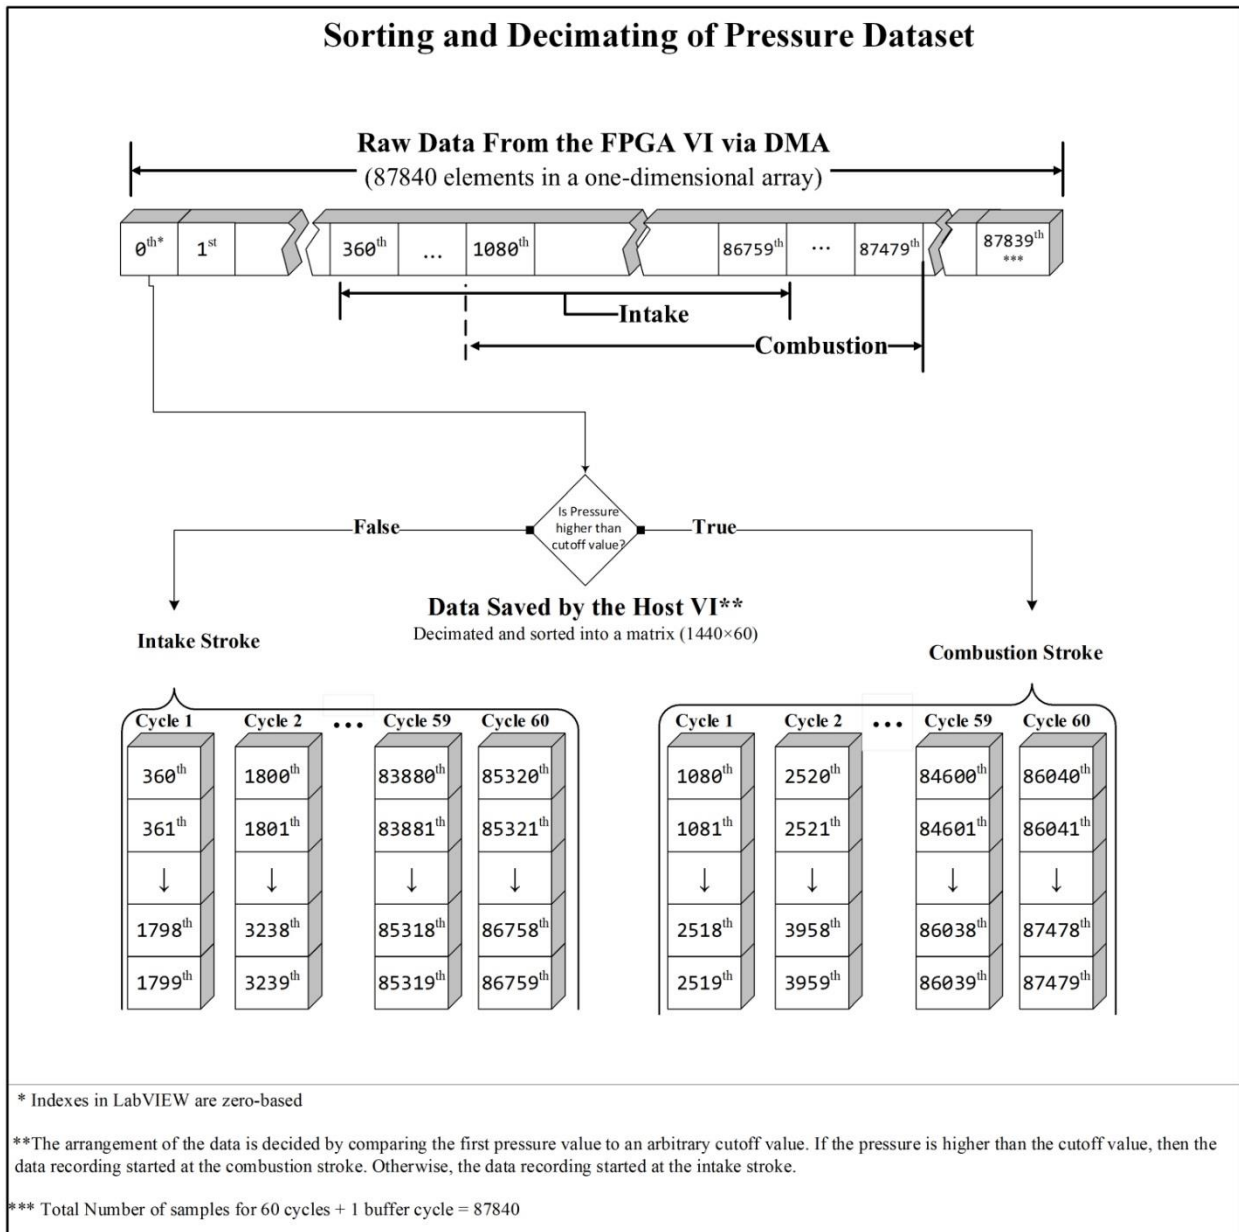 Sorting and Decimating of Pressure Dataset
Raw Data From the FPGA VI via DMA
(87840 elements in a one-dimensional array)
0th* 1st 360th ... 1080th 86759th ... 87479th 87839th
***
Intake
Combustion
Is Pressure
higher than
cutoff value?
False
True
Data Saved by the Host VI**
Decimated and sorted into a matrix (1440×60)
Intake Stroke
Cycle 1 Cycle 2 ... Cycle 59 Cycle 60
360th 1800th 83880th 85320th
361th 1801th 83881th 85321th
↓ ↓ ↓ ↓
1798th 3238th 85318th 86758th
1799th 3239th 85319th 86759th
Combustion Stroke
Cycle 1 Cycle 2 ... Cycle 59 Cycle 60
1080th 2520th 84600th 86040th
1081th 2521th 84601th 86041th
↓ ↓ ↓ ↓
2518th 3958th 86038th 87478th
2519th 3959th 86039th 87479th
* Indexes in LabVIEW are zero-based
**The arrangement of the data is decided by comparing the first pressure value to an arbitrary cutoff value. If the pressure is higher than the cutoff value, then the
data recording started at the combustion stroke. Otherwise, the data recording started at the intake stroke.
*** Total Number of samples for 60 cycles + 1 buffer cycle = 87840